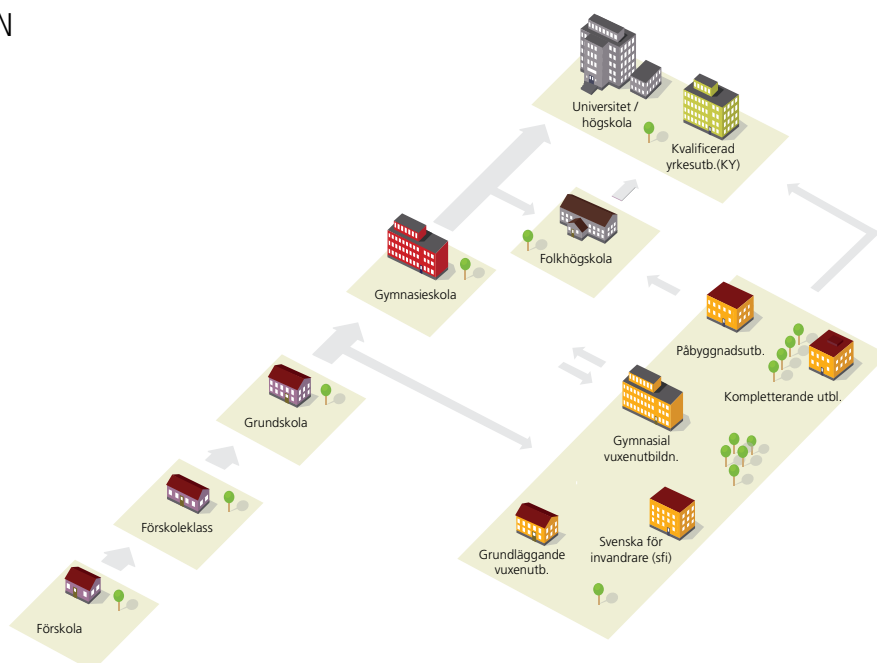 N
Universitet /
högskola
Kvalificerad
yrkesutb.(KY)
Folkhögskola
Gymnasieskola
Påbyggnadsutb.
Kompletterande utbl.
Grundskola
Gymnasial
vuxenutbildn.
Förskoleklass
Svenska för
invandrare (sfi)
Grundläggande
vuxenutb.
Förskola